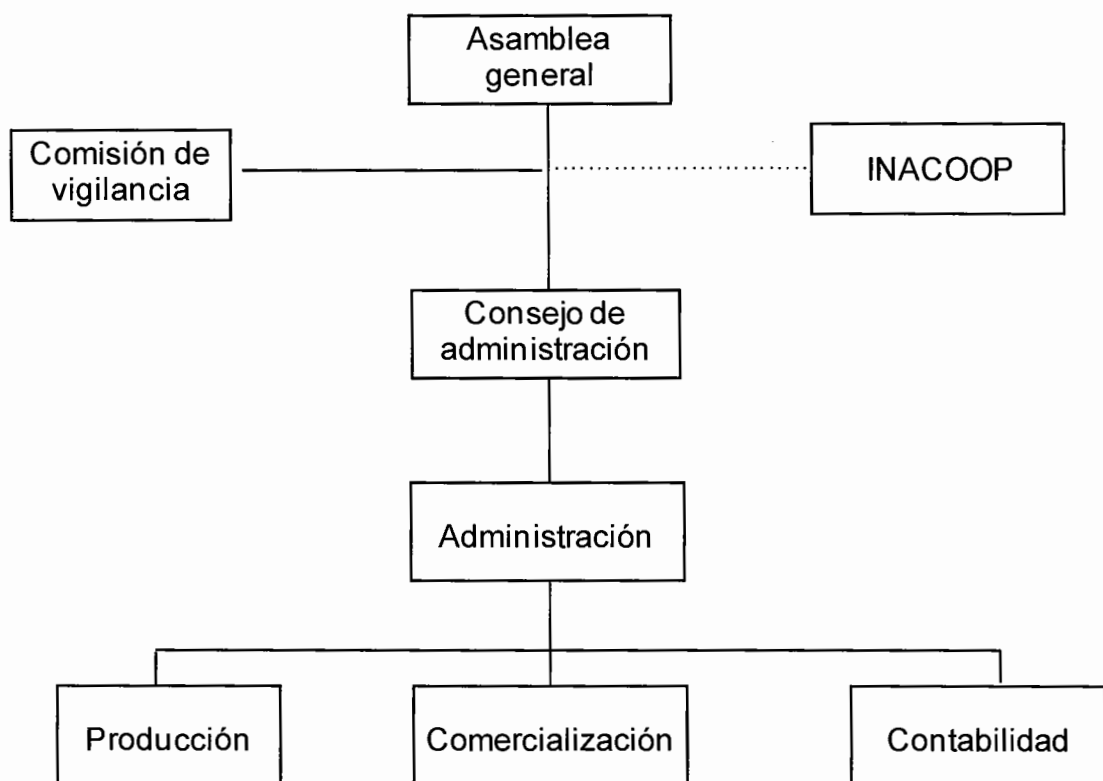 Asamblea
general
Comisión de
vigilancia
INACOOP
Consejo de
administración
Administración
Producción
Comercialización
Contabilidad